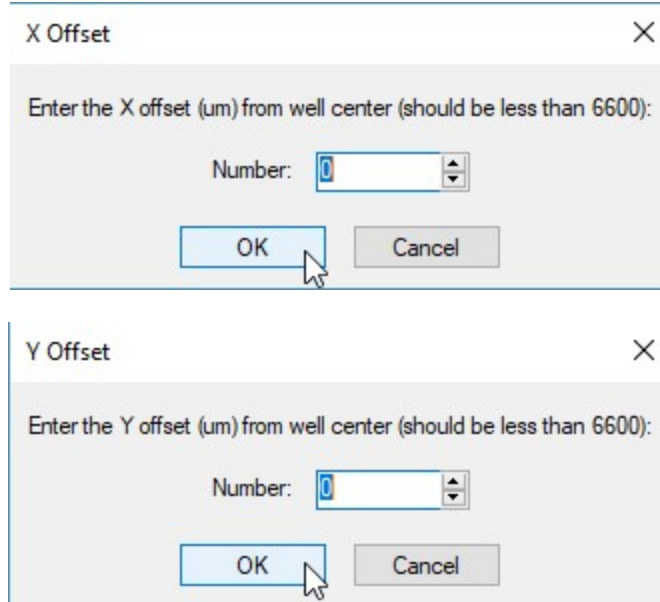 X Offset
Enter the X offset (um) from well center (should be less than 6600):
Number: 0
OK Cancel
Y Offset
Enter the Y offset (um) from well center (should be less than 6600):
Number: 0
OK Cancel